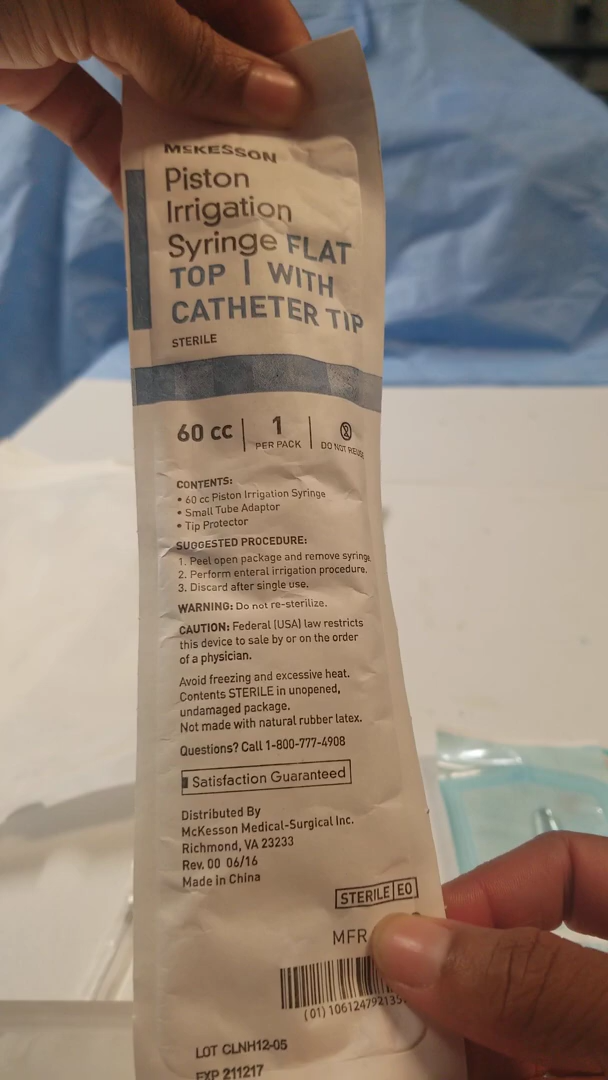 McKESSON
Piston
Irrigation
Syringe FLAT
TOP | WITH
CATHETER TIP
STERILE
60 cc
1
PER PACK
DO NOT REUSE
CONTENTS:
• 60 cc Piston Irrigation Syringe
• Small Tube Adaptor
• Tip Protector
SUGGESTED PROCEDURE:
1. Peel open package and remove syringe.
2. Perform enteral irrigation procedure.
3. Discard after single use.
WARNING: Do not re-sterilize.
CAUTION: Federal (USA) law restricts
this device to sale by or on the order
of a physician.
Avoid freezing and excessive heat.
Contents STERILE in unopened,
undamaged package.
Not made with natural rubber latex.
Questions? Call 1-800-777-4908
Satisfaction Guaranteed
Distributed By
McKesson Medical-Surgical Inc.
Richmond, VA 23233
Rev. 00 06/16
Made in China
STERILE EO
MFR
(01) 106124792135
LOT CLNH12-05
EXP 211217